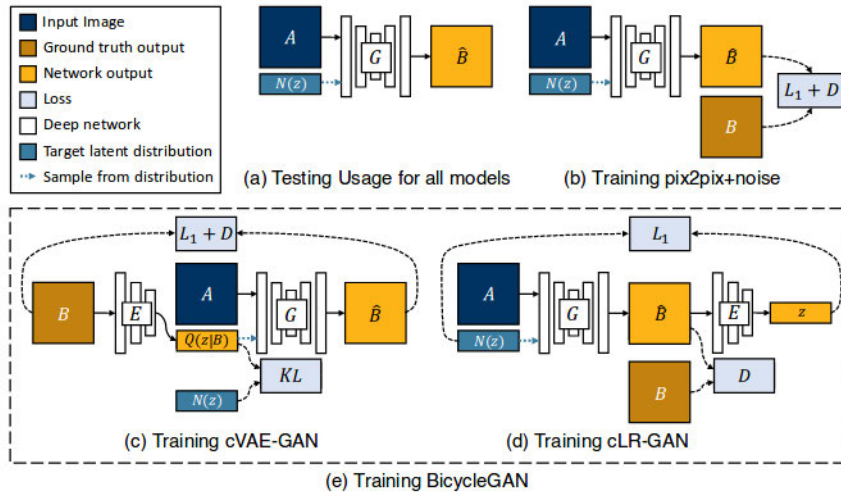 Input Image
Ground truth output
Network output
Loss
Deep network
Target latent distribution
Sample from distribution
A
N(z)
G
B̂
(a) Testing Usage for all models
A
N(z)
G
B̂
B
L₁ + D
(b) Training pix2pix+noise
L₁ + D
B
E
A
Q(z|B)
G
B̂
KL
N(z)
(c) Training cVAE-GAN
L₁
A
N(z)
G
B̂
E
z
B
D
(d) Training cLR-GAN
(e) Training BicycleGAN